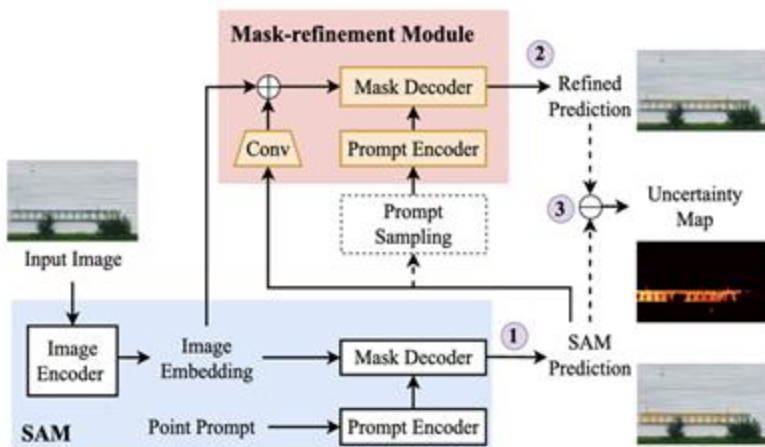 Mask-refinement Module
2
Mask Decoder
Refined
Prediction
Conv
Prompt Encoder
3
Uncertainty
Map
Prompt
Sampling
Input Image
1
Image
Encoder
Image
Embedding
Mask Decoder
SAM
Prediction
Point Prompt
Prompt Encoder
SAM